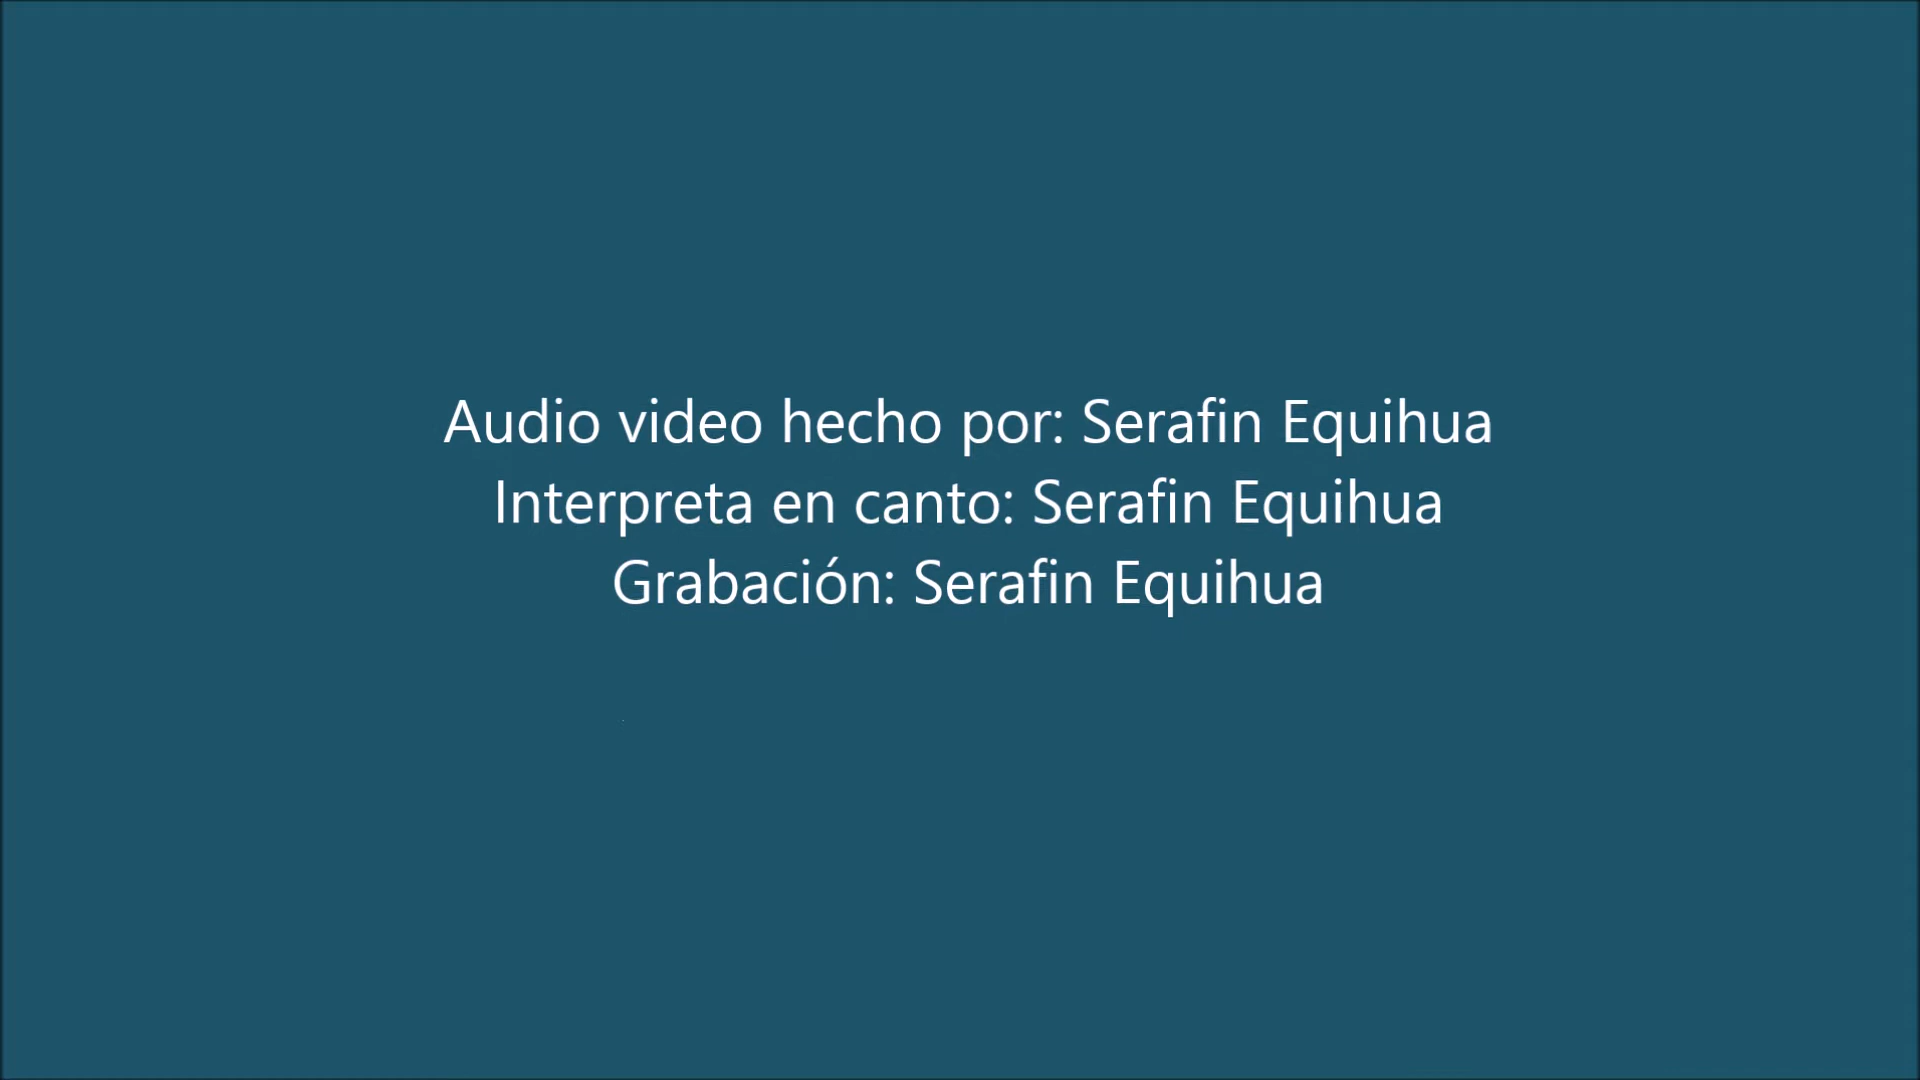 Audio video hecho por: Serafin Equihua
Interpreta en canto: Serafin Equihua
Grabación: Serafin Equihua